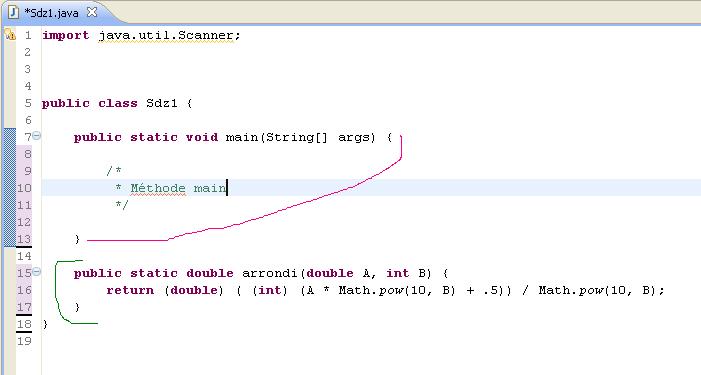 *Sdz1.java
1 import java.util.Scanner;
2
3
4
5 public class Sdz1 {
6
7 public static void main(String[] args) {
8
9 /*
10 * Méthode main
11 */
12
13 }
14
15 public static double arrondi(double A, int B) {
16 return (double) ( (int) (A * Math.pow(10, B) + .5)) / Math.pow(10, B);
17 }
18 }
19